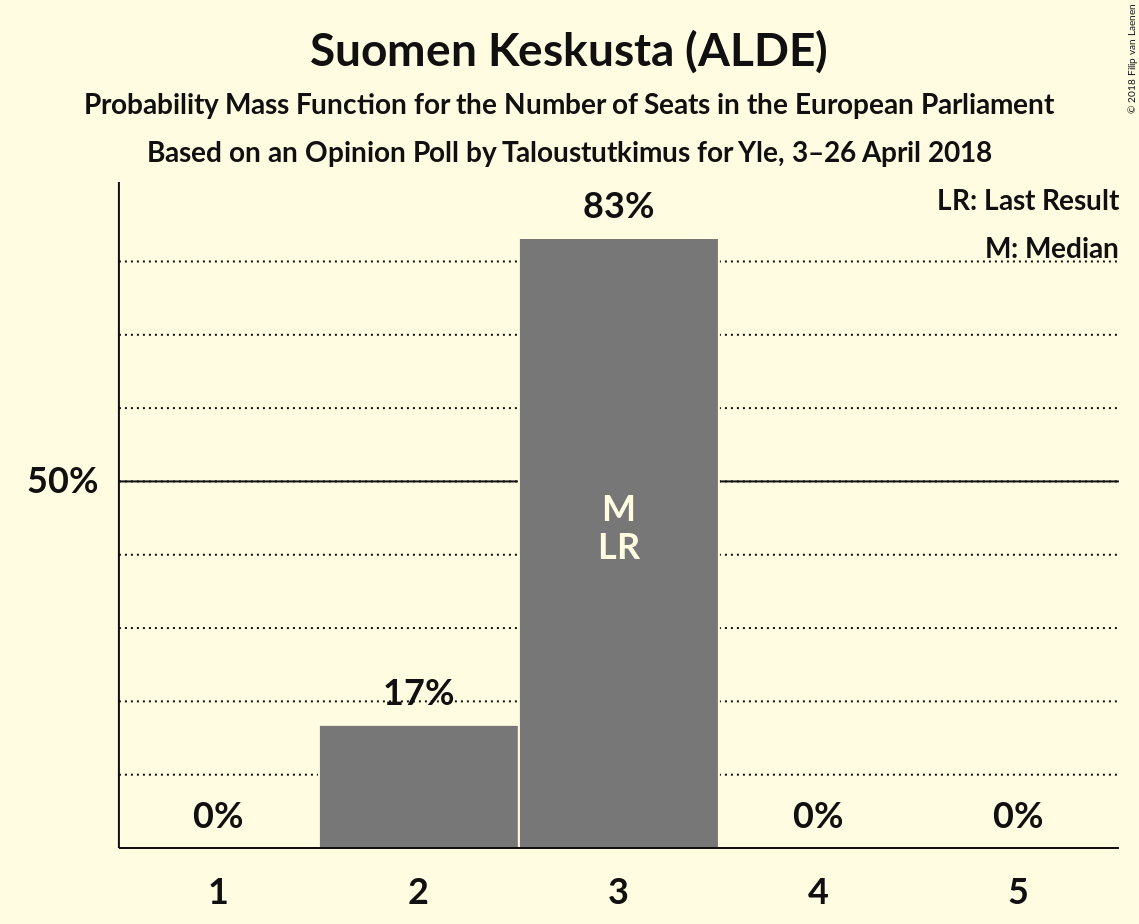 Suomen Keskusta (ALDE)
Probability Mass Function for the Number of Seats in the European Parliament
Based on an Opinion Poll by Taloustutkimus for Yle, 3–26 April 2018
© 2018 Filip van Laenen
LR: Last Result
M: Median
83%
50%
M
LR
17%
0%
0%
0%
1
2
3
4
5